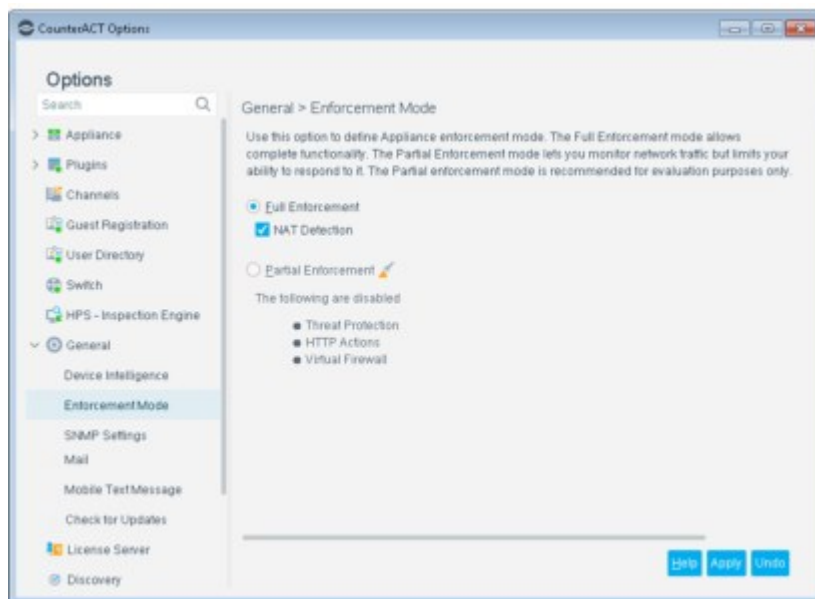 CounterACT Options
Options
Search
Appliance
Plugins
Channels
Guest Registration
User Directory
Switch
HPS - Inspection Engine
General
Device Intelligence
Enforcement Mode
SNMP Settings
Mail
Mobile Text Message
Check for Updates
License Server
Discovery
General > Enforcement Mode
Use this option to define Appliance enforcement mode. The Full Enforcement mode allows
complete functionality. The Partial Enforcement mode lets you monitor network traffic but limits your
ability to respond to it. The Partial enforcement mode is recommended for evaluation purposes only.
Full Enforcement
NAT Detection
Partial Enforcement
The following are disabled
Threat Protection
HTTP Actions
Virtual Firewall
Help Apply Undo